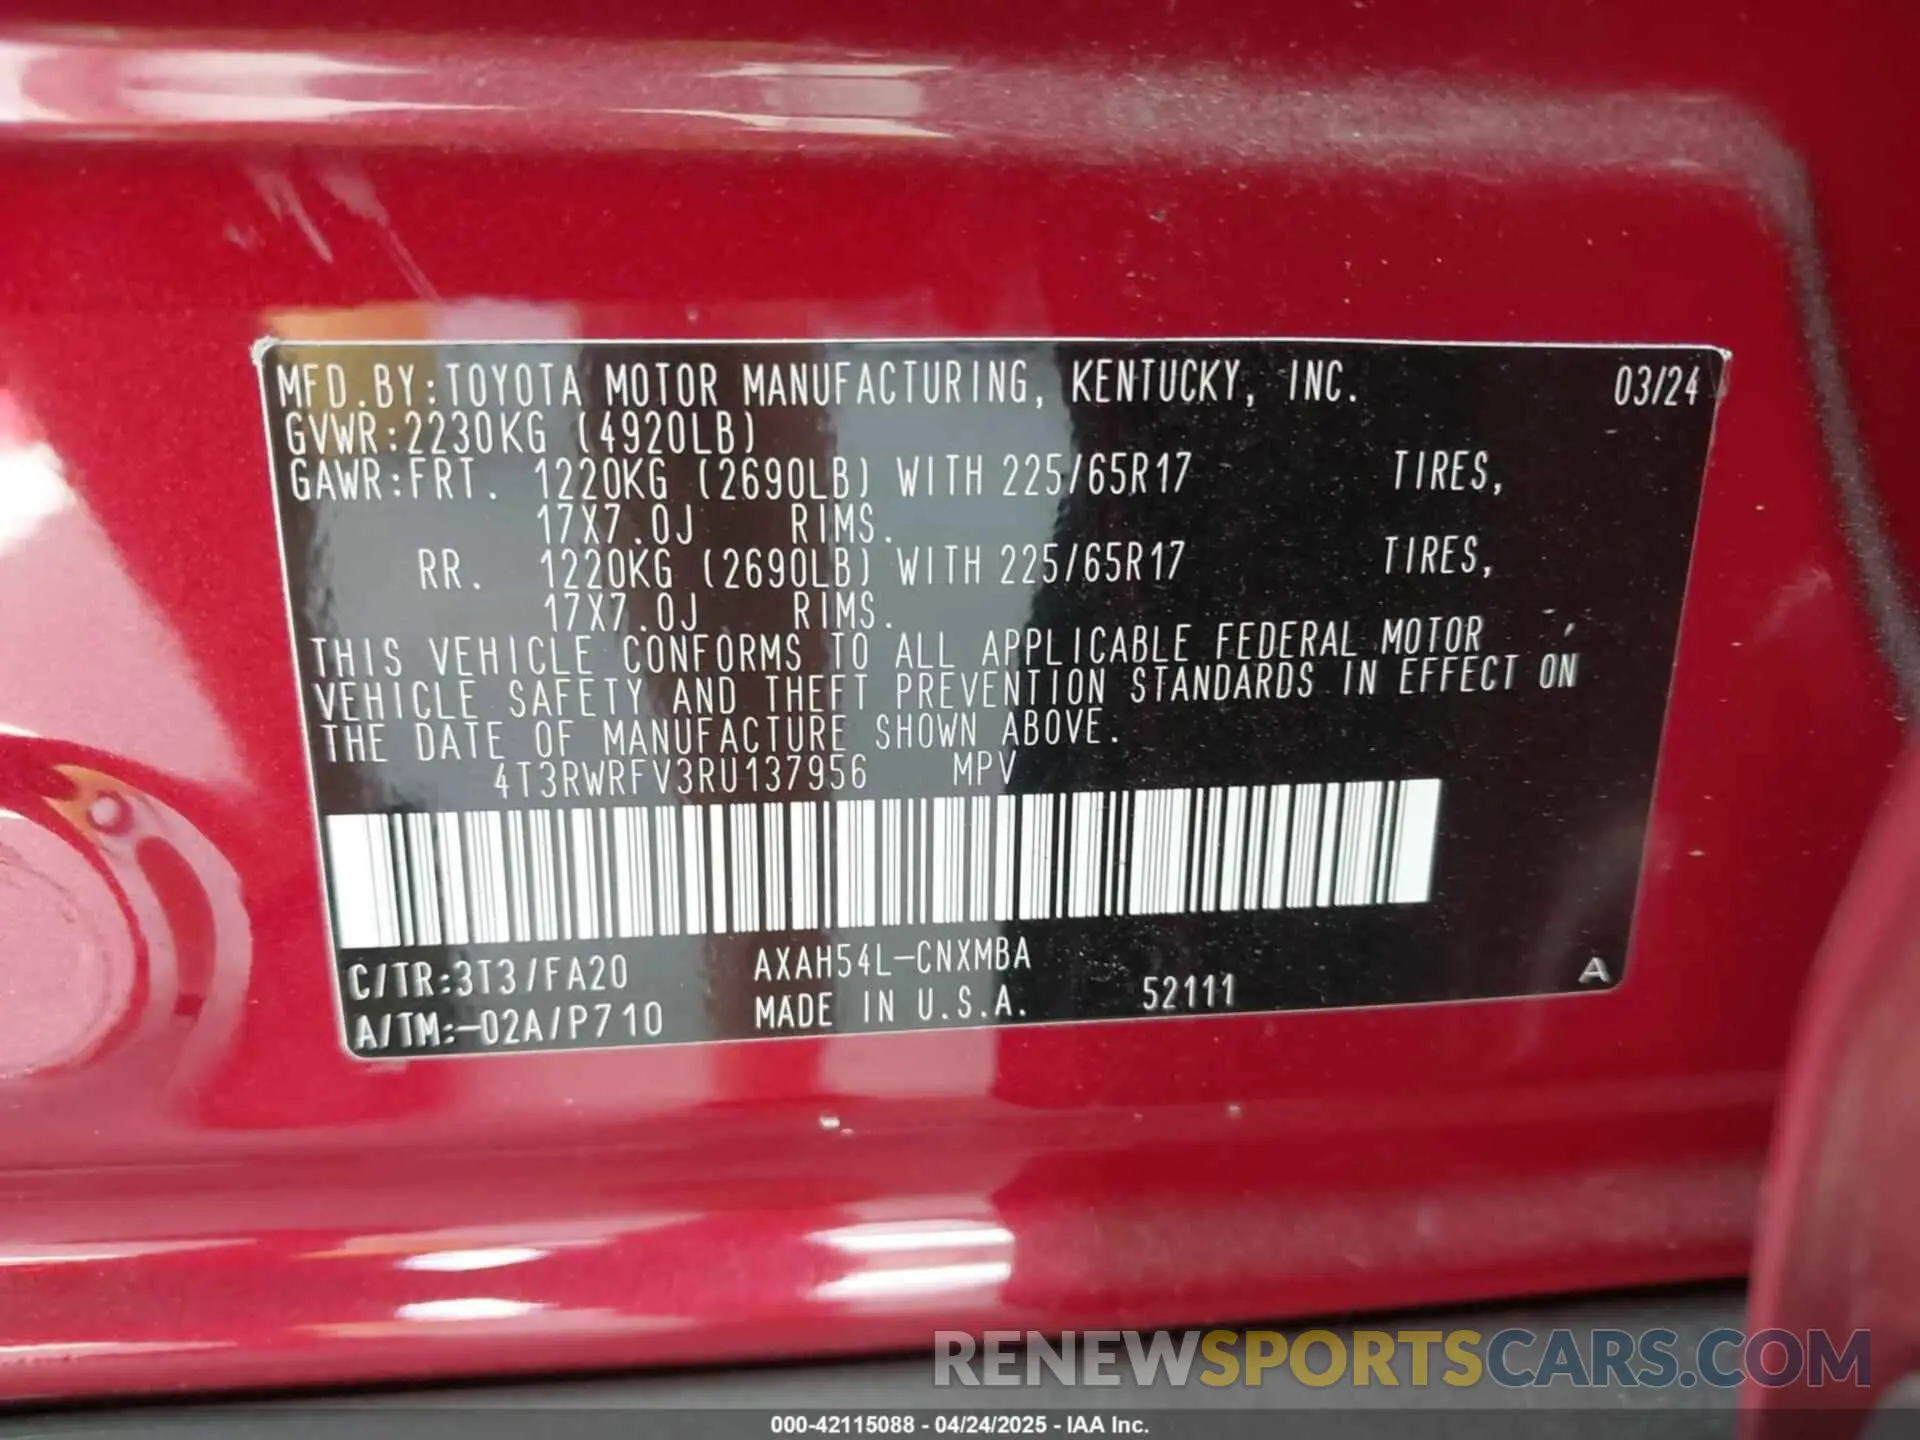 MFD.BY:TOYOTA MOTOR MANUFACTURING, KENTUCKY, INC. 03/24
GVWR:2230KG (4920LB)
GAWR:FRT. 1220KG (2690LB) WITH 225/65R17 TIRES,
17X7.0J RIMS.
RR. 1220KG (2690LB) WITH 225/65R17 TIRES,
17X7.0J RIMS.
THIS VEHICLE CONFORMS TO ALL APPLICABLE FEDERAL MOTOR
VEHICLE SAFETY AND THEFT PREVENTION STANDARDS IN EFFECT ON
THE DATE OF MANUFACTURE SHOWN ABOVE.
4T3RWRFV3RU137956 MPV
C/TR:3T3/FA20 AXAH54L-CNXMBA A
A/TM:-02A/P710 MADE IN U.S.A. 52111
RENEWSPORTSCARS.COM
000-42115088 - 04/24/2025 - IAA Inc.